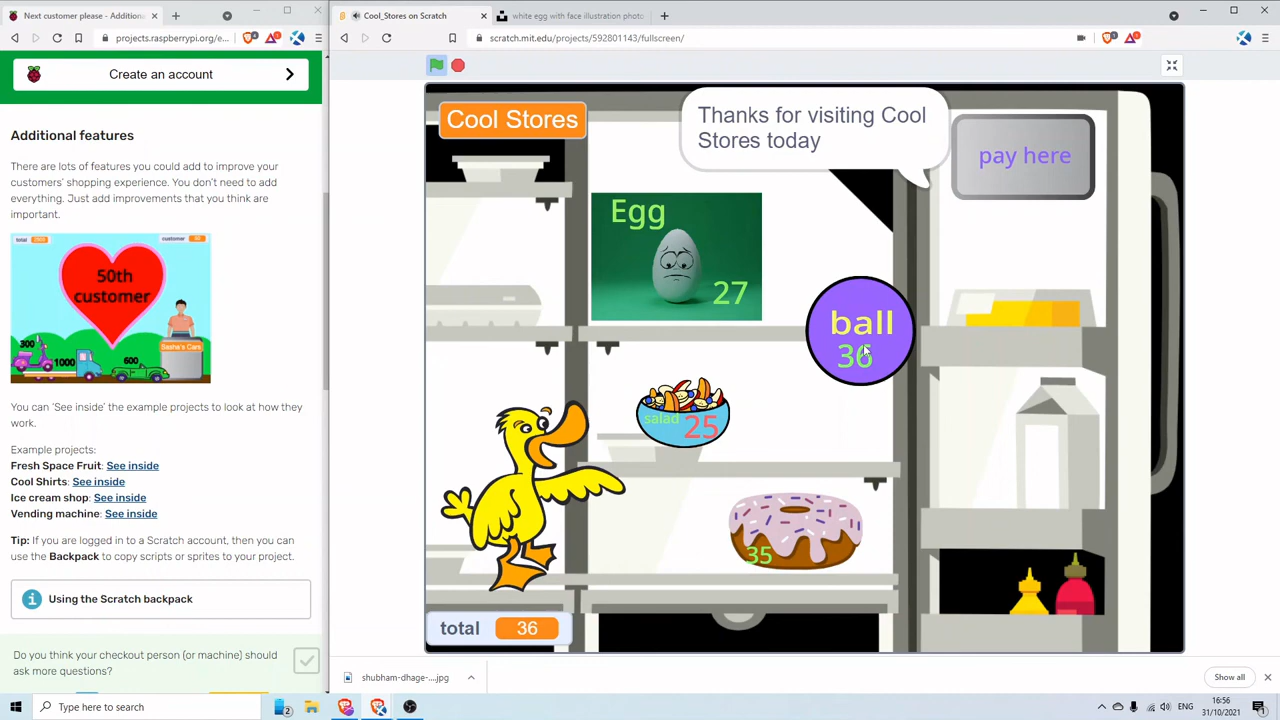 Next customer please - Addition
Cool_Stores on Scratch
white egg with face illustration photo
projects.raspberrypi.org/e...
scratch.mit.edu/projects/592801143/fullscreen/
Create an account
Additional features
There are lots of features you could add to improve your
customers' shopping experience. You don't need to add
everything. Just add improvements that you think are
important.
total
customer
50th
customer
300
1000
600
Sasha's Cars
You can 'See inside' the example projects to look at how they
work.
Example projects:
Fresh Space Fruit: See inside
Cool Shirts: See inside
Ice cream shop: See inside
Vending machine: See inside
Tip: If you are logged in to a Scratch account, then you can
use the Backpack to copy scripts or sprites to your project.
Using the Scratch backpack
Do you think your checkout person (or machine) should
ask more questions?
Cool Stores
Thanks for visiting Cool
Stores today
pay here
Egg
27
ball
36
salad 25
35
total 36
shubham-dhage-....jpg
Show all
Type here to search
2
ENG
16:56
31/10/2021